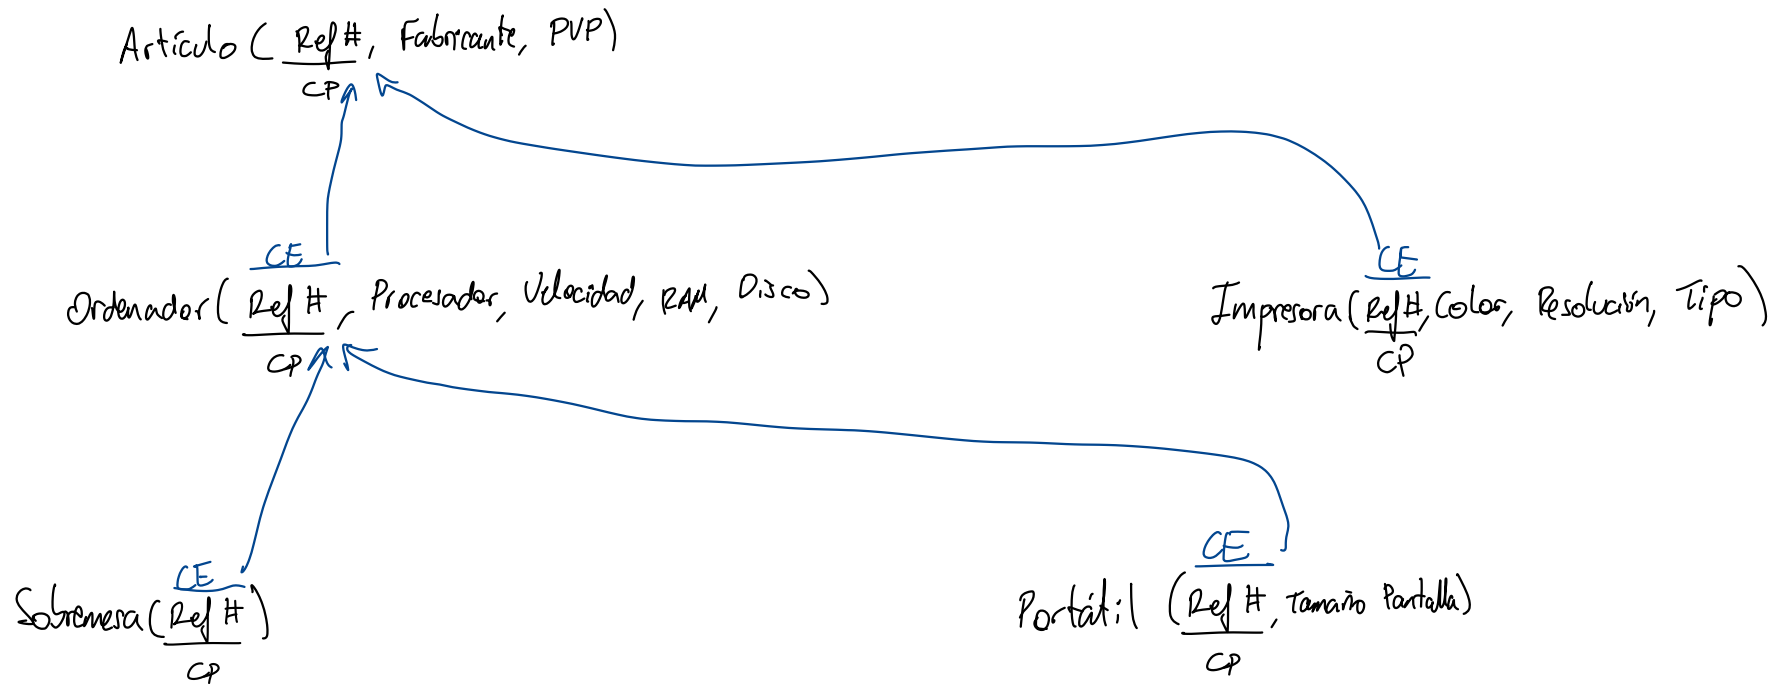 Artículo ( Ref #, Fabricante, PVP)
CP
CE
CE
Ordenador ( Ref #, Procesador, Velocidad, RAM, Disco)
Impresora ( Ref #, Color, Resolución, Tipo)
CP
CP
CE
CE
Sobremesa ( Ref # )
Portátil ( Ref #, Tamaño Pantalla)
CP
CP